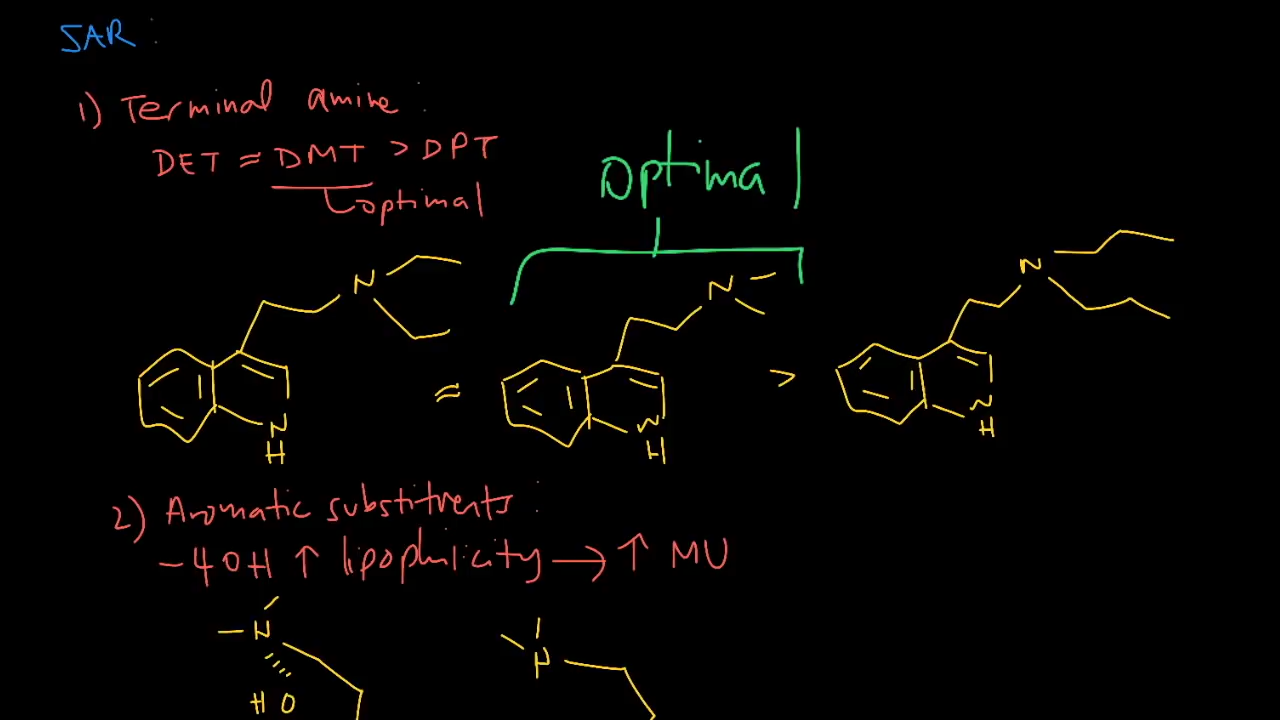 SAR :
1) Terminal amine :
DET ≈ DMT > DPT
optimal
Optimal
N
N
N
≈
>
N
H
N
H
N
H
2) Aromatic substituents :
- 4OH ↑ lipophilicity → ↑ MU
N
HO